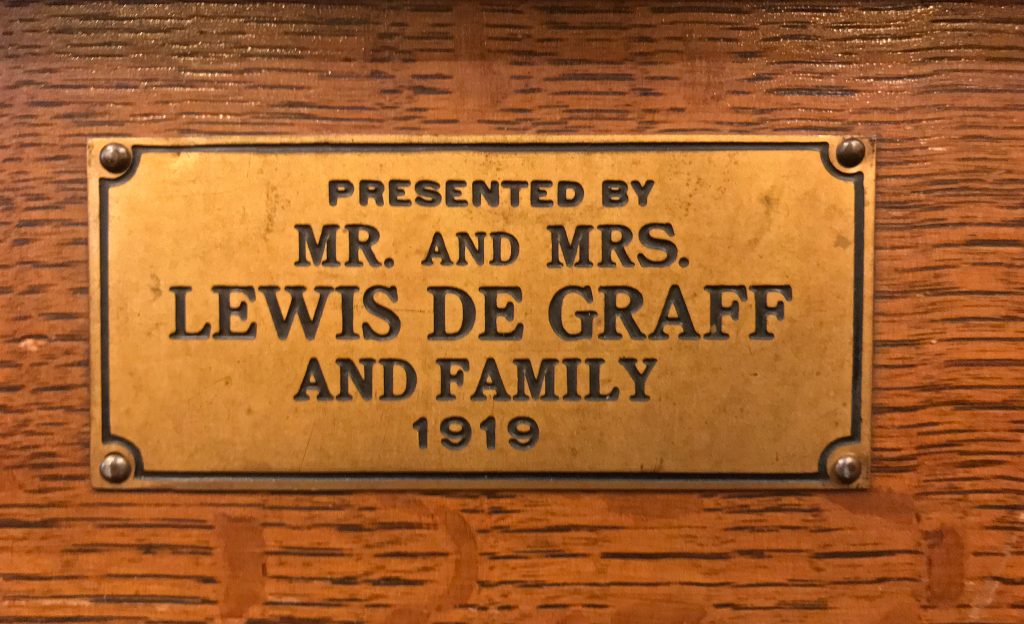 PRESENTED BY
MR. AND MRS.
LEWIS DE GRAFF
AND FAMILY
1919